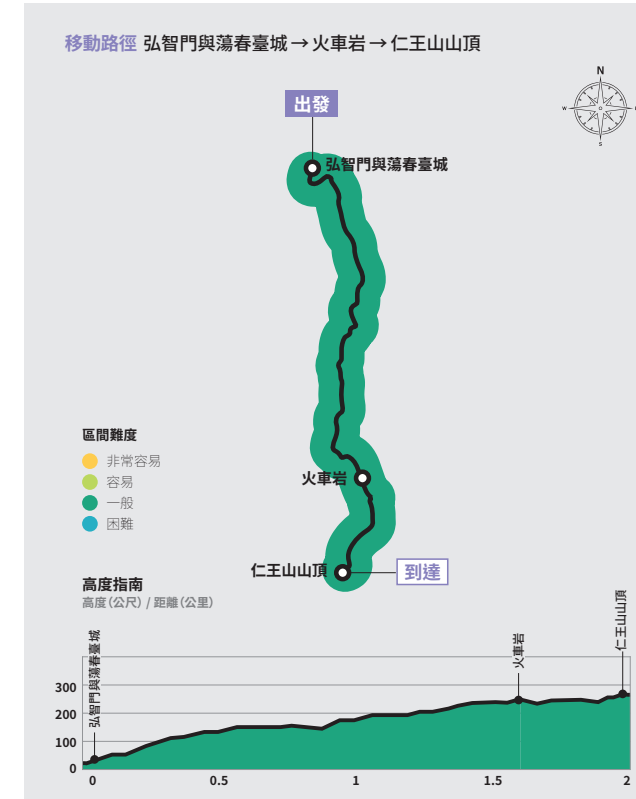 移動路徑 弘智門與蕩春臺城 → 火車岩 → 仁王山山頂
N
W
S
出發
弘智門與蕩春臺城
區間難度
非常容易
容易
一般
困難
火車岩
仁王山山頂
到達
高度指南
高度(公尺) / 距離(公里)
弘智門與蕩春臺城
火車岩
仁王山山頂
300
200
100
0
0 0.5 1 1.5 2